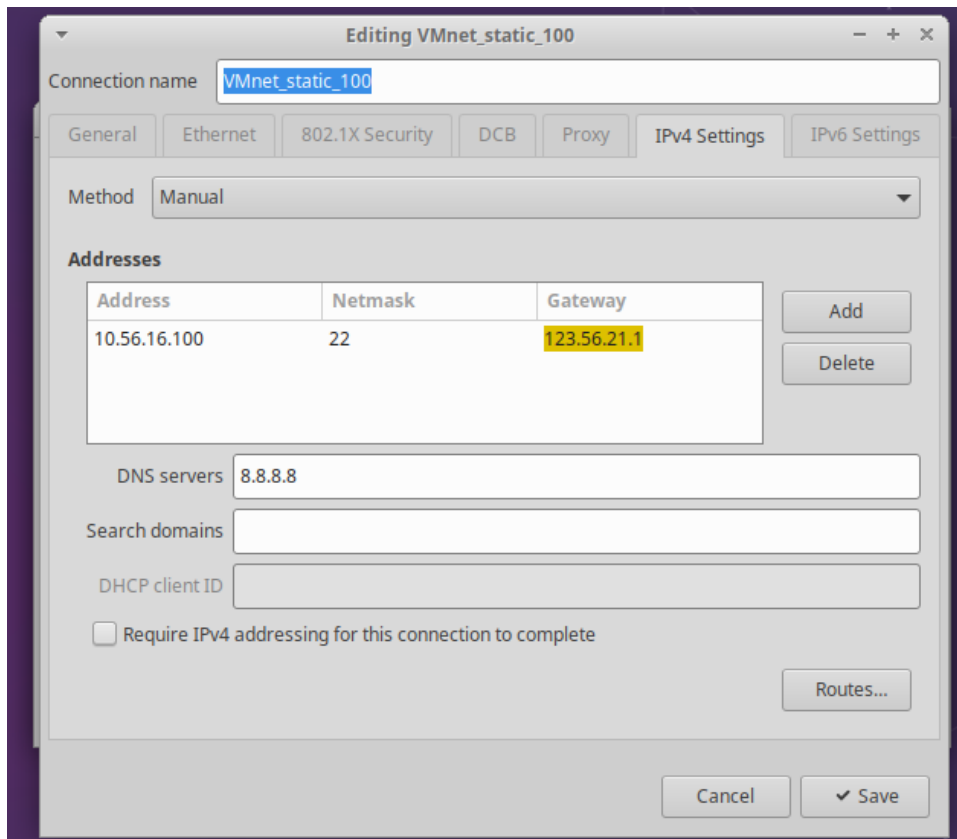 Editing VMnet_static_100
Connection name VMnet_static_100
General Ethernet 802.1X Security DCB Proxy IPv4 Settings IPv6 Settings
Method Manual
Addresses
Address Netmask Gateway
10.56.16.100 22 123.56.21.1
Add
Delete
DNS servers 8.8.8.8
Search domains
DHCP client ID
Require IPv4 addressing for this connection to complete
Routes...
Cancel Save